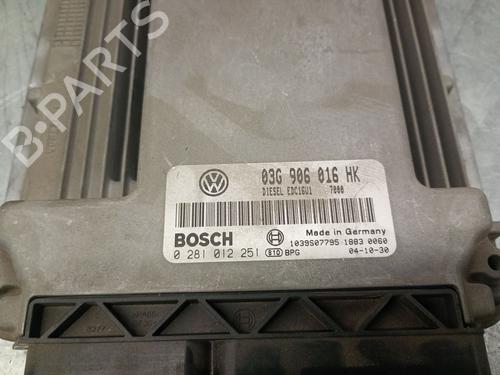 B-PARTS
03G 906 016 HK
DIESEL EDC16U1 7000
Made in Germany
BOSCH
1039S07795 1883 0060
0 281 012 251 BPG 04-10-30